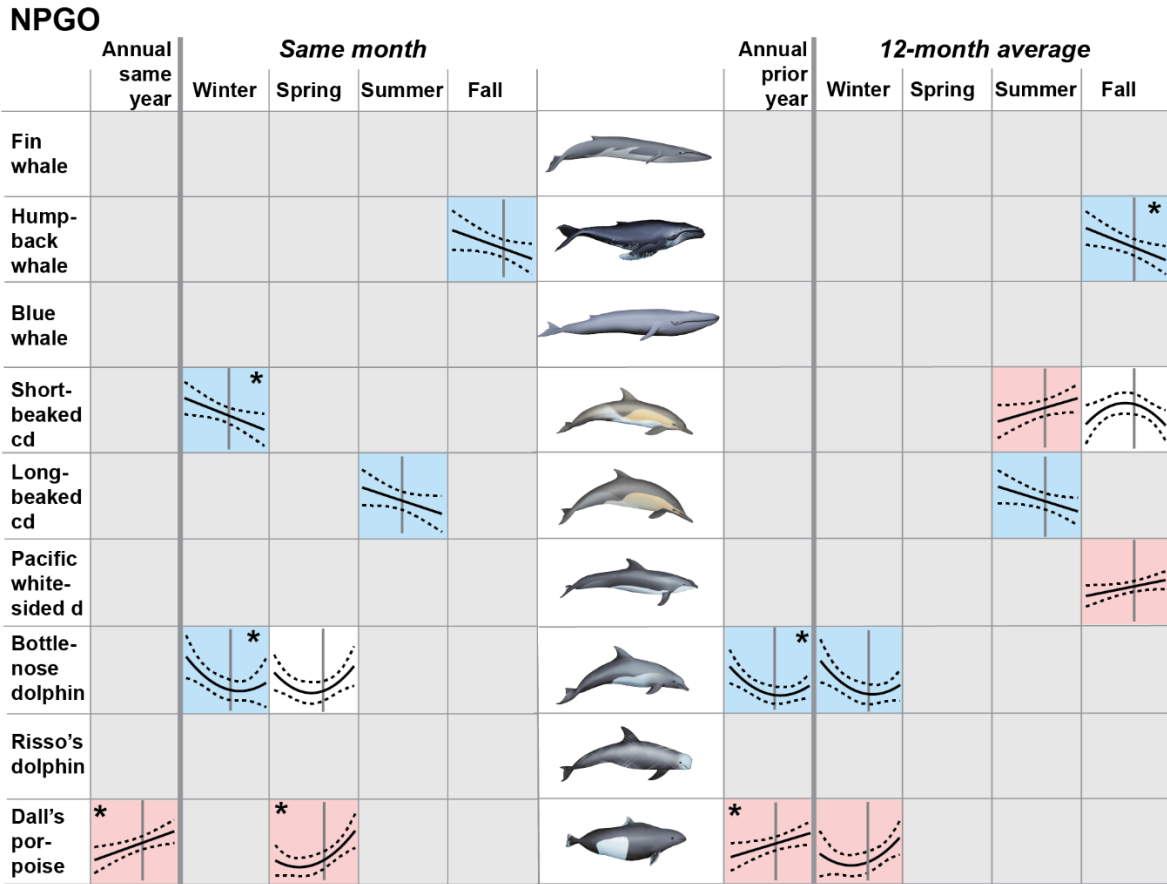 NPGO
Annual same year
Same month
Winter
Spring
Summer
Fall
Annual prior year
12-month average
Winter
Spring
Summer
Fall
Fin
whale
Hump-
back
whale
*
Blue
whale
Short-
beaked
cd
*
Long-
beaked
cd
Pacific
white-
sided d
Bottle-
nose
dolphin
*
*
Risso's
dolphin
Dall's
por-
poise
*
*
*